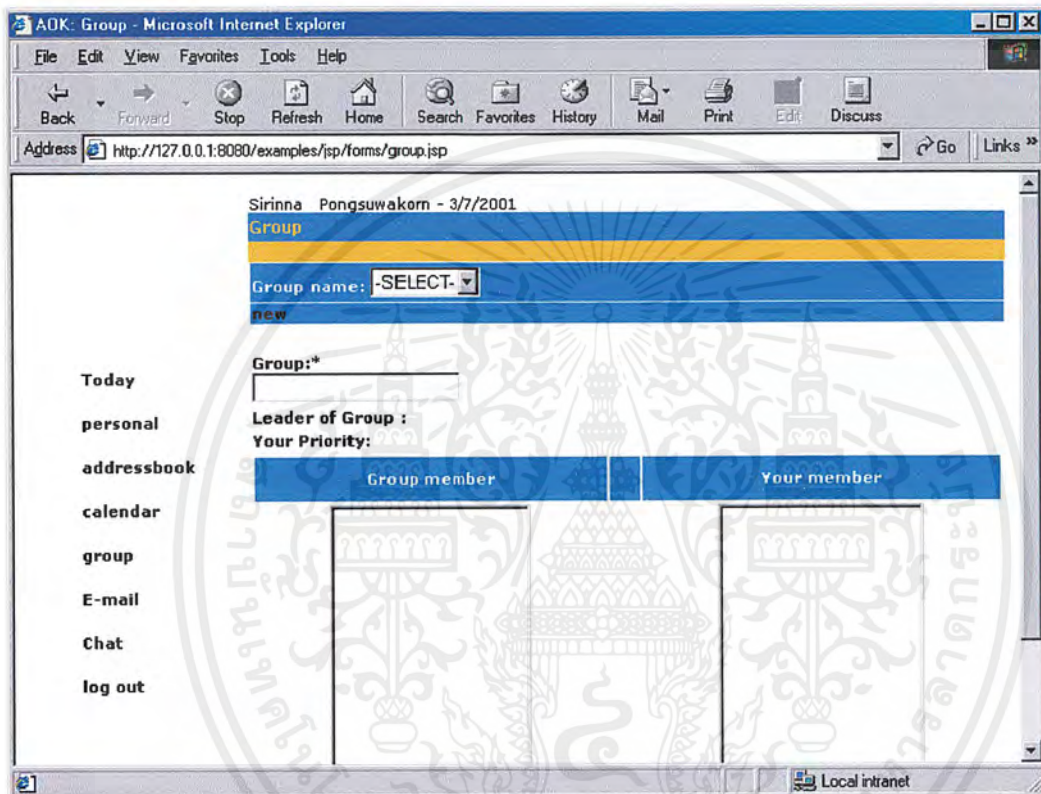 AOK: Group - Microsoft Internet Explorer
File Edit View Favorites Tools Help
Back Forward Stop Refresh Home Search Favorites History Mail Print Edit Discuss
Address http://127.0.0.1:8080/examples/jsp/forms/group.jsp Go Links »
Sirinna Pongsuwakorn - 3/7/2001
Group
Group name: -SELECT-
new
Group:*
Leader of Group :
Your Priority:
Group member Your member
Today
personal
addressbook
calendar
group
E-mail
Chat
log out
Local intranet